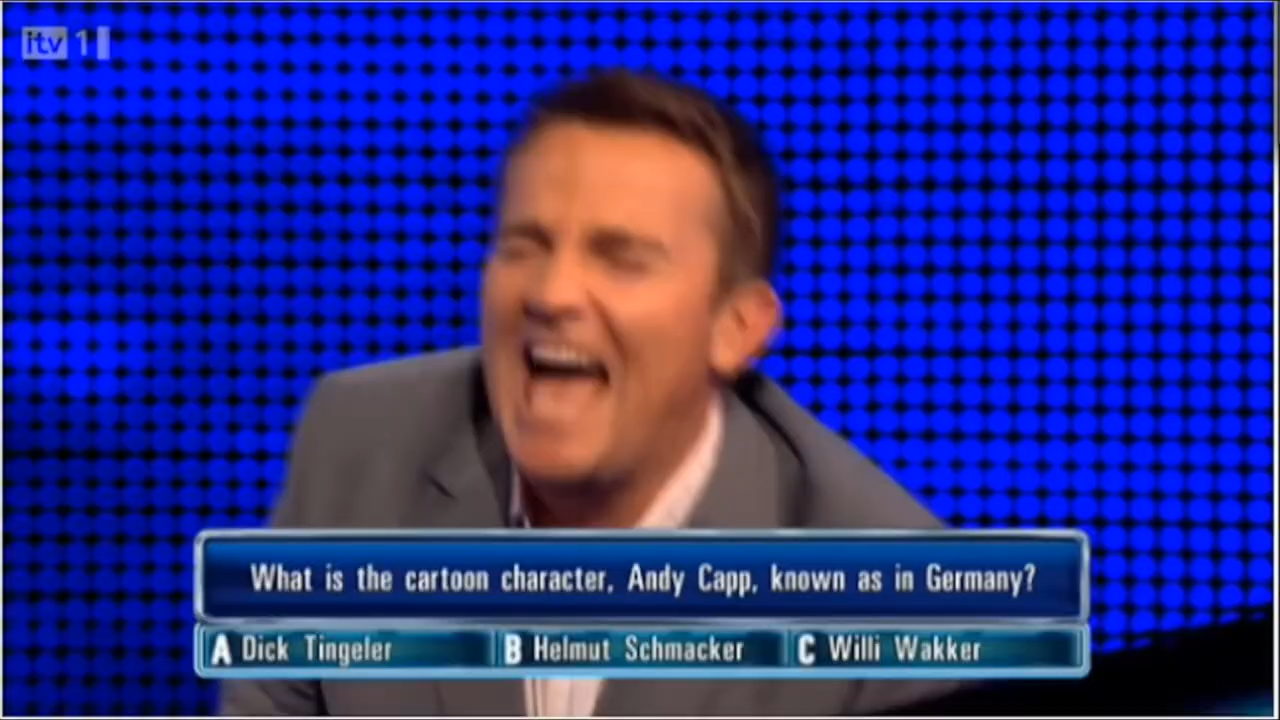 itv 1
What is the cartoon character, Andy Capp, known as in Germany?
A Dick Tingeler B Helmut Schmacker C Willi Wakker